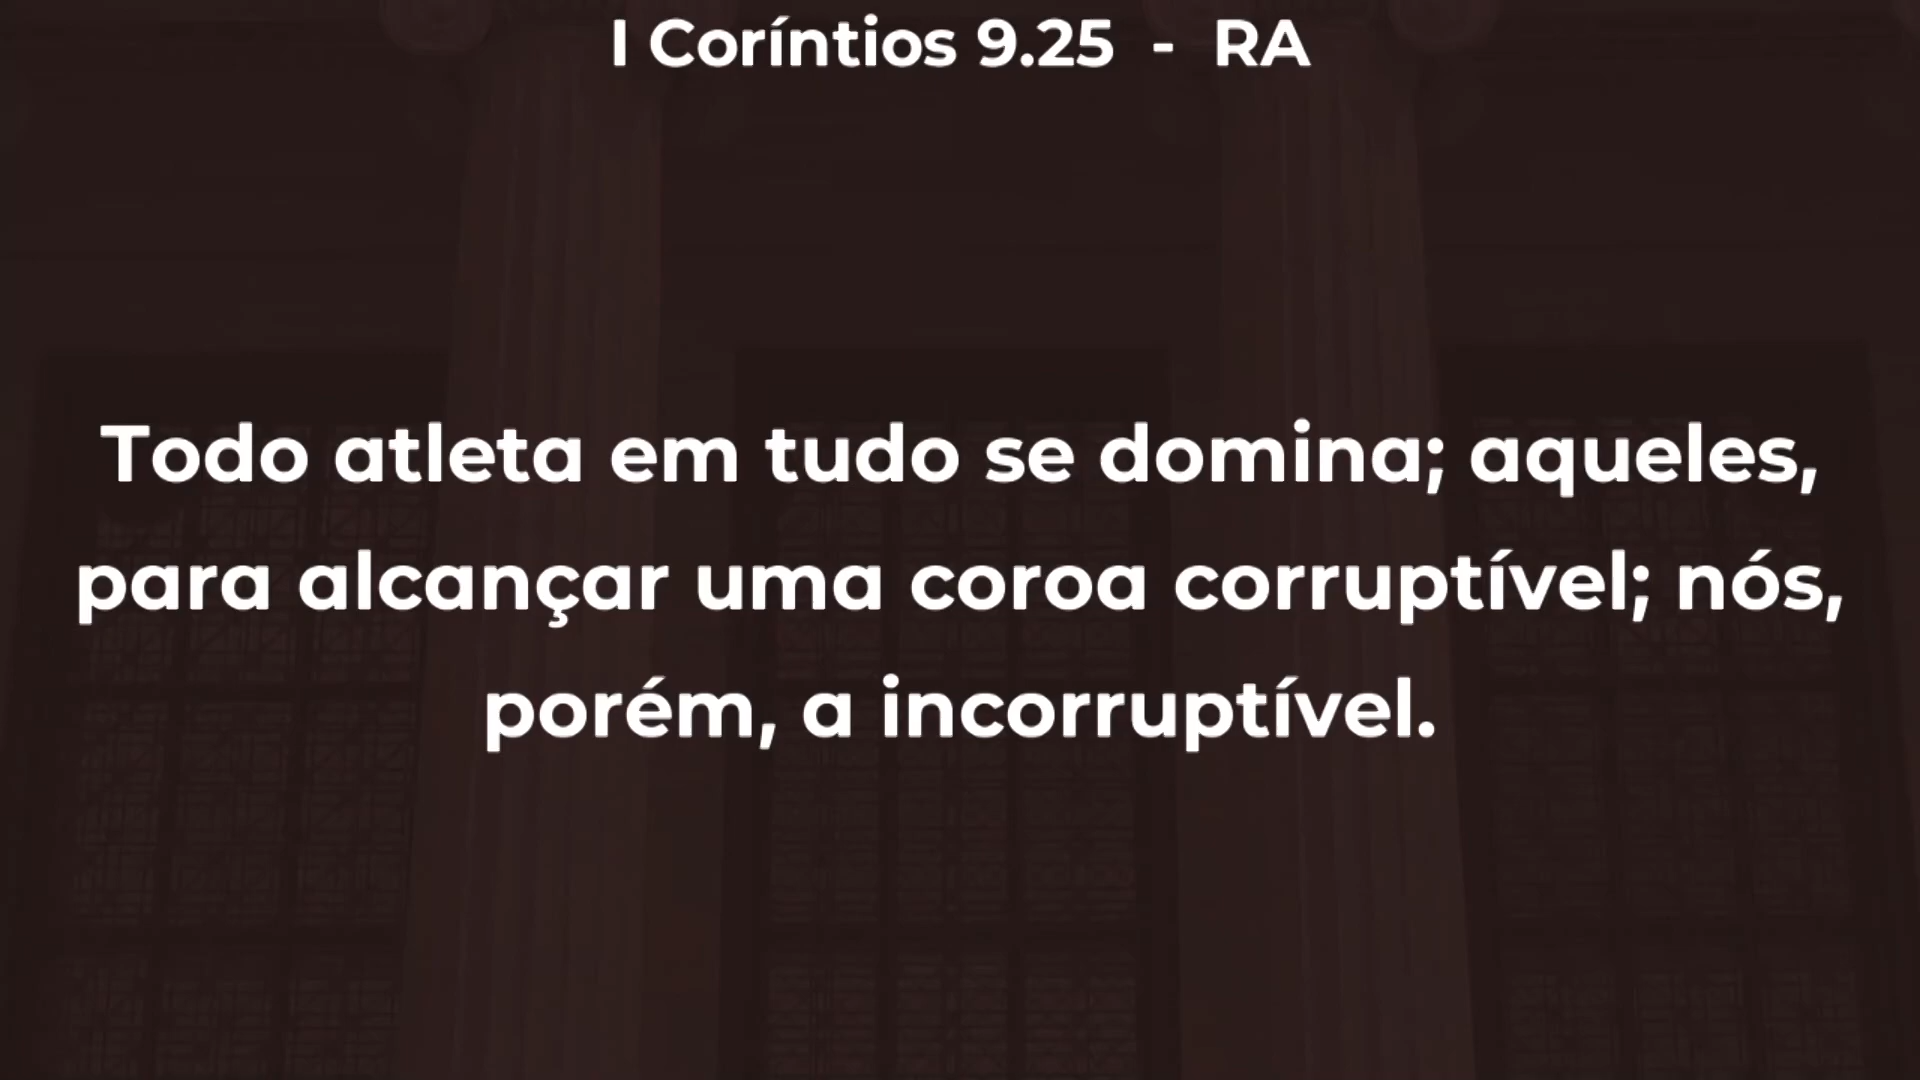 I Coríntios 9.25 - RA
Todo atleta em tudo se domina; aqueles,
para alcançar uma coroa corruptível; nós,
porém, a incorruptível.